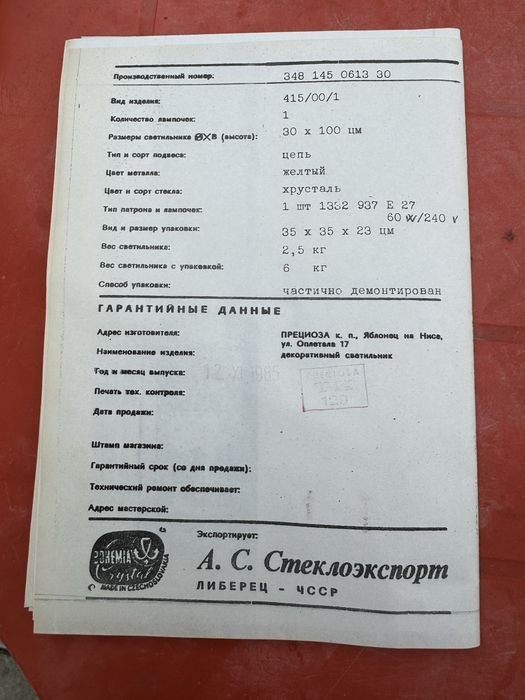 Производственный номер: 348 145 0613 30
Вид изделия: 415/00/1
Количество лампочек: 1
Размеры светильника ØXВ (высота): 30 x 100 цм
Тип и сорт подвеса: цепь
Цвет металла: желтый
Цвет и сорт стекла: хрусталь
Тип патрона и лампочек: 1 шт 1332 937 E 27
60 W/240 V
Вид и размер упаковки: 35 x 35 x 23 цм
Вес светильника: 2,5 кг
Вес светильника с упаковкой: 6 кг
Способ упаковки: частично демонтирован
ГАРАНТИЙНЫЕ ДАННЫЕ
Адрес изготовителя: ПРЕЦИОЗА к. п., Яблонец на Нисе,
ул. Оплетала 17
Наименование изделия: декоративный светильник
Год и месяц выпуска: 12 XI 1985
Печать тех. контроля:
120
Дата продажи:
Штамп магазина:
Гарантийный срок (со дня продажи):
Технический ремонт обеспечивает:
Адрес мастерской:
BOHEMIA
Crystal
MADE IN CZECHOSLOVAKIA
Экспортирует:
А. С. Стеклоэкспорт
ЛИБЕРЕЦ - ЧССР